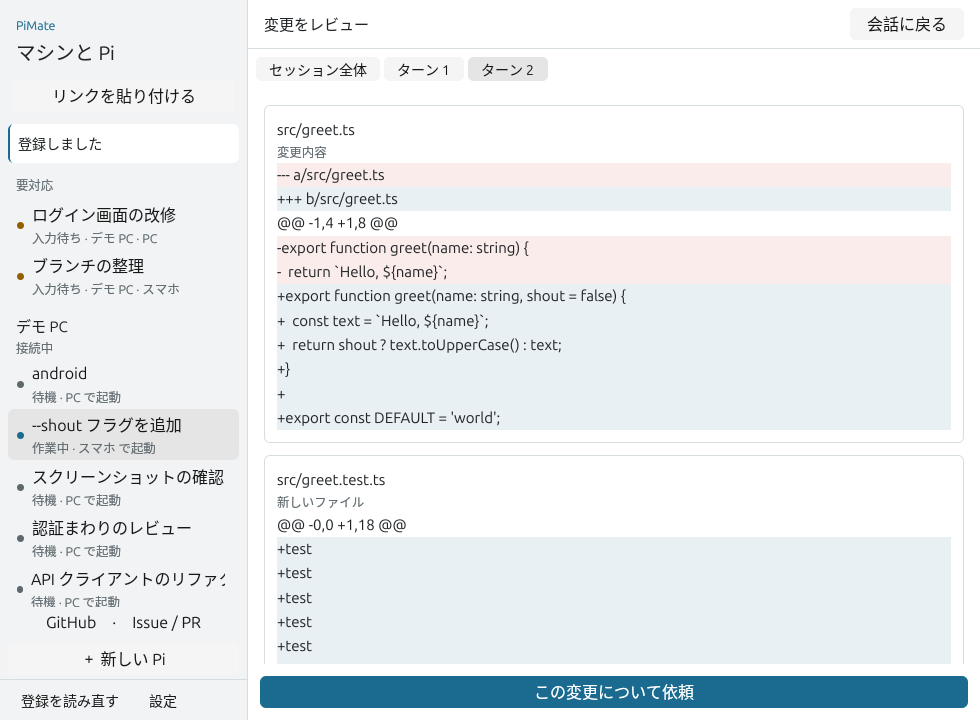 PiMate
マシンと Pi
リンクを貼り付ける
登録しました
要対応
ログイン画面の改修
入力待ち · デモ PC · PC
ブランチの整理
入力待ち · デモ PC · スマホ
デモ PC
接続中
android
待機 · PC で起動
--shout フラグを追加
作業中 · スマホ で起動
スクリーンショットの確認
待機 · PC で起動
認証まわりのレビュー
待機 · PC で起動
API クライアントのリファク
待機 · PC で起動
GitHub · Issue / PR
+ 新しい Pi
登録を読み直す 設定
変更をレビュー
会話に戻る
セッション全体 ターン 1 ターン 2
src/greet.ts
変更内容
--- a/src/greet.ts
+++ b/src/greet.ts
@@ -1,4 +1,8 @@
-export function greet(name: string) {
-  return `Hello, ${name}`;
+export function greet(name: string, shout = false) {
+  const text = `Hello, ${name}`;
+  return shout ? text.toUpperCase() : text;
+}
+
+export const DEFAULT = 'world';
src/greet.test.ts
新しいファイル
@@ -0,0 +1,18 @@
+test
+test
+test
+test
+test
この変更について依頼